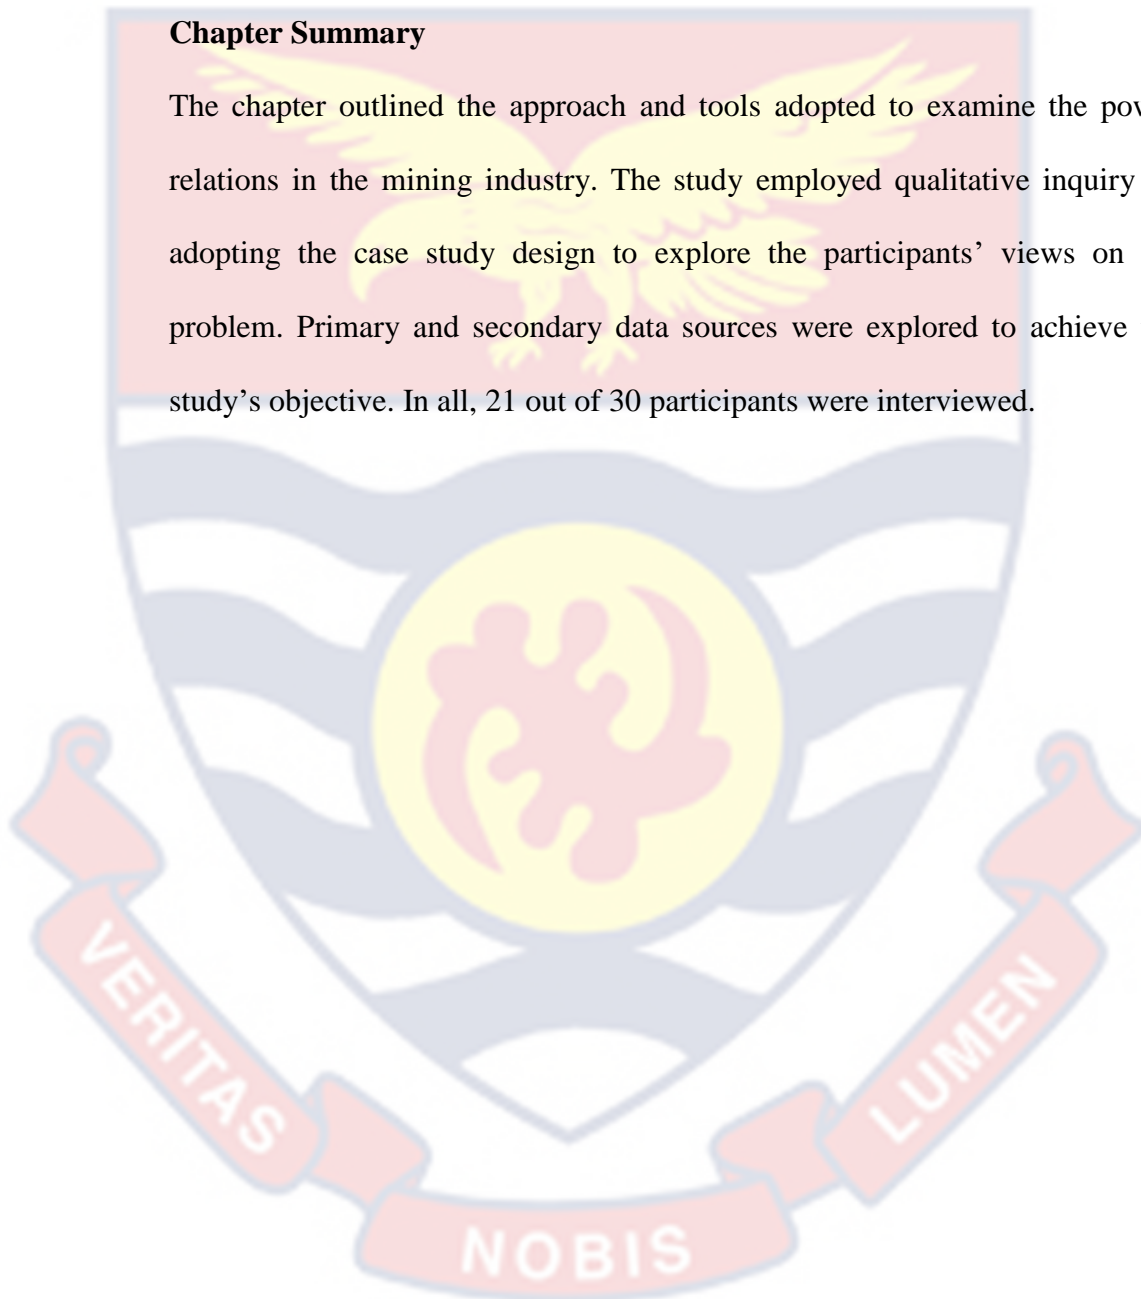 Chapter Summary
The chapter outlined the approach and tools adopted to examine the
relations in the mining industry. The study employed qualitative inquiry
adopting the case study design to explore the participants’ views on
problem. Primary and secondary data sources were explored to achieve
study’s objective. In all, 21 out of 30 participants were interviewed.
VERITAS
NOBIS
LUMEN